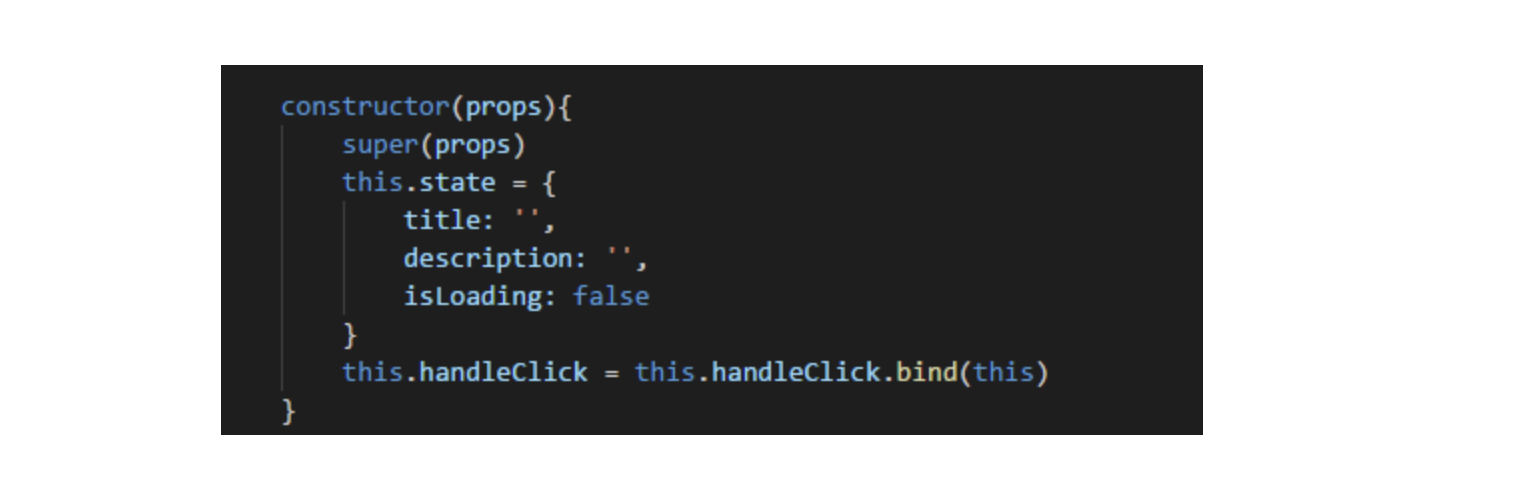 constructor(props){
super(props)
this.state = {
title: '',
description: '',
isLoading: false
}
this.handleClick = this.handleClick.bind(this)
}